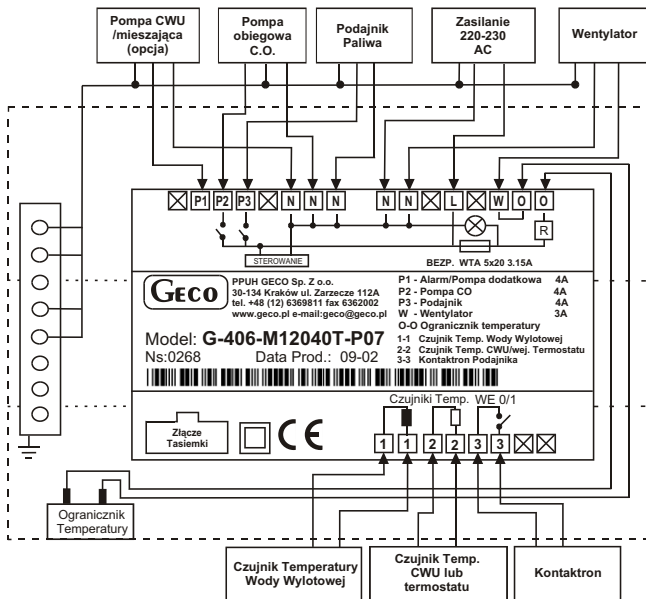 Pompa CWU
/mieszająca
(opcja)
Pompa
obiegowa
C.O.
Podajnik
Paliwa
Zasilanie
220-230
AC
Wentylator
P1 P2 P3 N N N N N L W O O
R
STEROWANIE
BEZP. WTA 5x20 3.15A
GECO
PPUH GECO Sp. Z o.o.
30-134 Kraków ul. Zarzecze 112A
tel. +48 (12) 6369811 fax 6362002
www.geco.pl e-mail:geco@geco.pl
P1 - Alarm/Pompa dodatkowa 4A
P2 - Pompa CO 4A
P3 - Podajnik 4A
W - Wentylator 3A
O-O Ogranicznik temperatury
1-1 Czujnik Temp. Wody Wylotowej
2-2 Czujnik Temp. CWU/wej. Termostatu
3-3 Kontaktron Podajnika
Model: G-406-M12040T-P07
Ns:0268 Data Prod.: 09-02
Czujniki Temp. WE 0/1
Złącze
Tasiemki
CE
1 1 2 2 3 3
Ogranicznik
Temperatury
Czujnik Temperatury
Wody Wylotowej
Czujnik Temp.
CWU lub
termostatu
Kontaktron